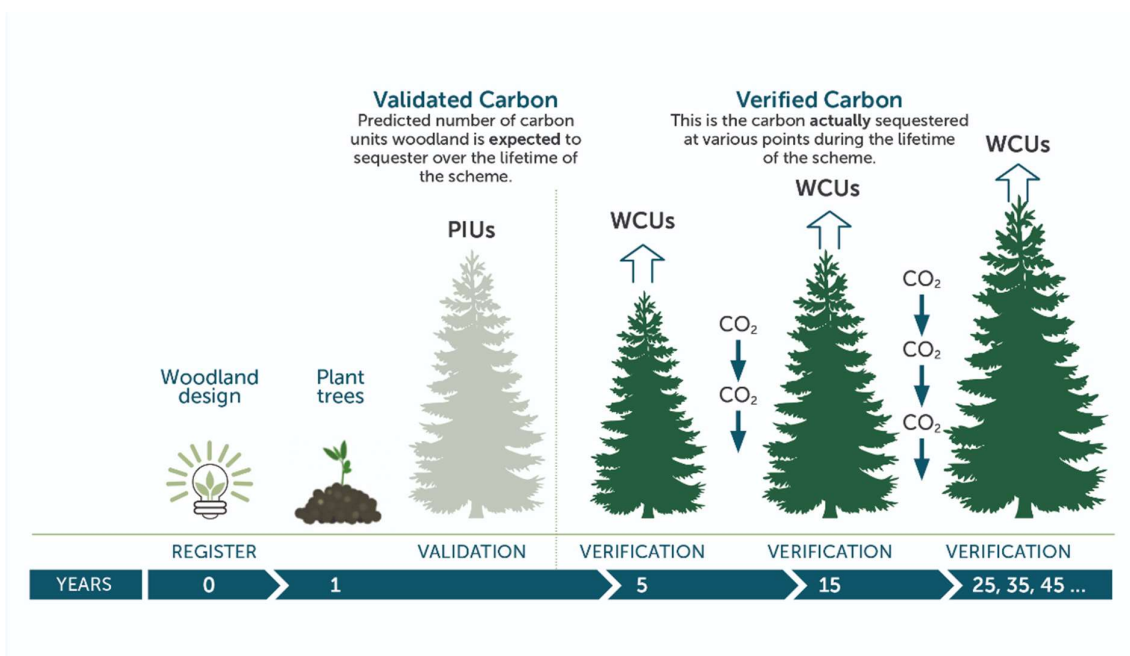 Validated Carbon
Predicted number of carbon
units woodland is expected to
sequester over the lifetime of
the scheme.
Verified Carbon
This is the carbon actually sequestered
at various points during the lifetime
of the scheme.
PIUs
WCUs
WCUs
WCUs
CO₂
CO₂
CO₂
CO₂
CO₂
Woodland
design
Plant
trees
REGISTER
VALIDATION
VERIFICATION
VERIFICATION
VERIFICATION
YEARS
0
1
5
15
25, 35, 45 ...